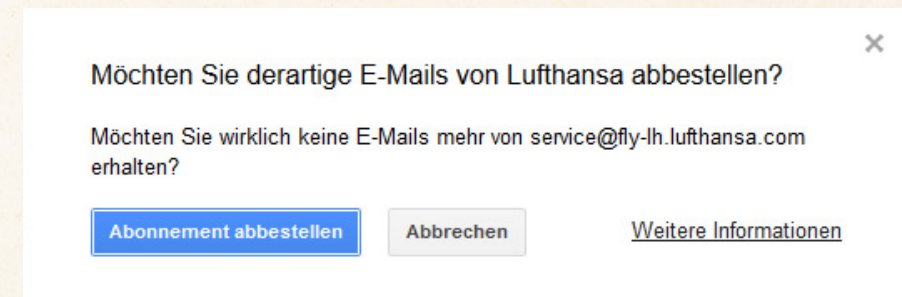 Möchten Sie derartige E-Mails von Lufthansa abbestellen?
Möchten Sie wirklich keine E-Mails mehr von service@fly-lh.lufthansa.com
erhalten?
Abonnement abbestellen Abbrechen Weitere Informationen